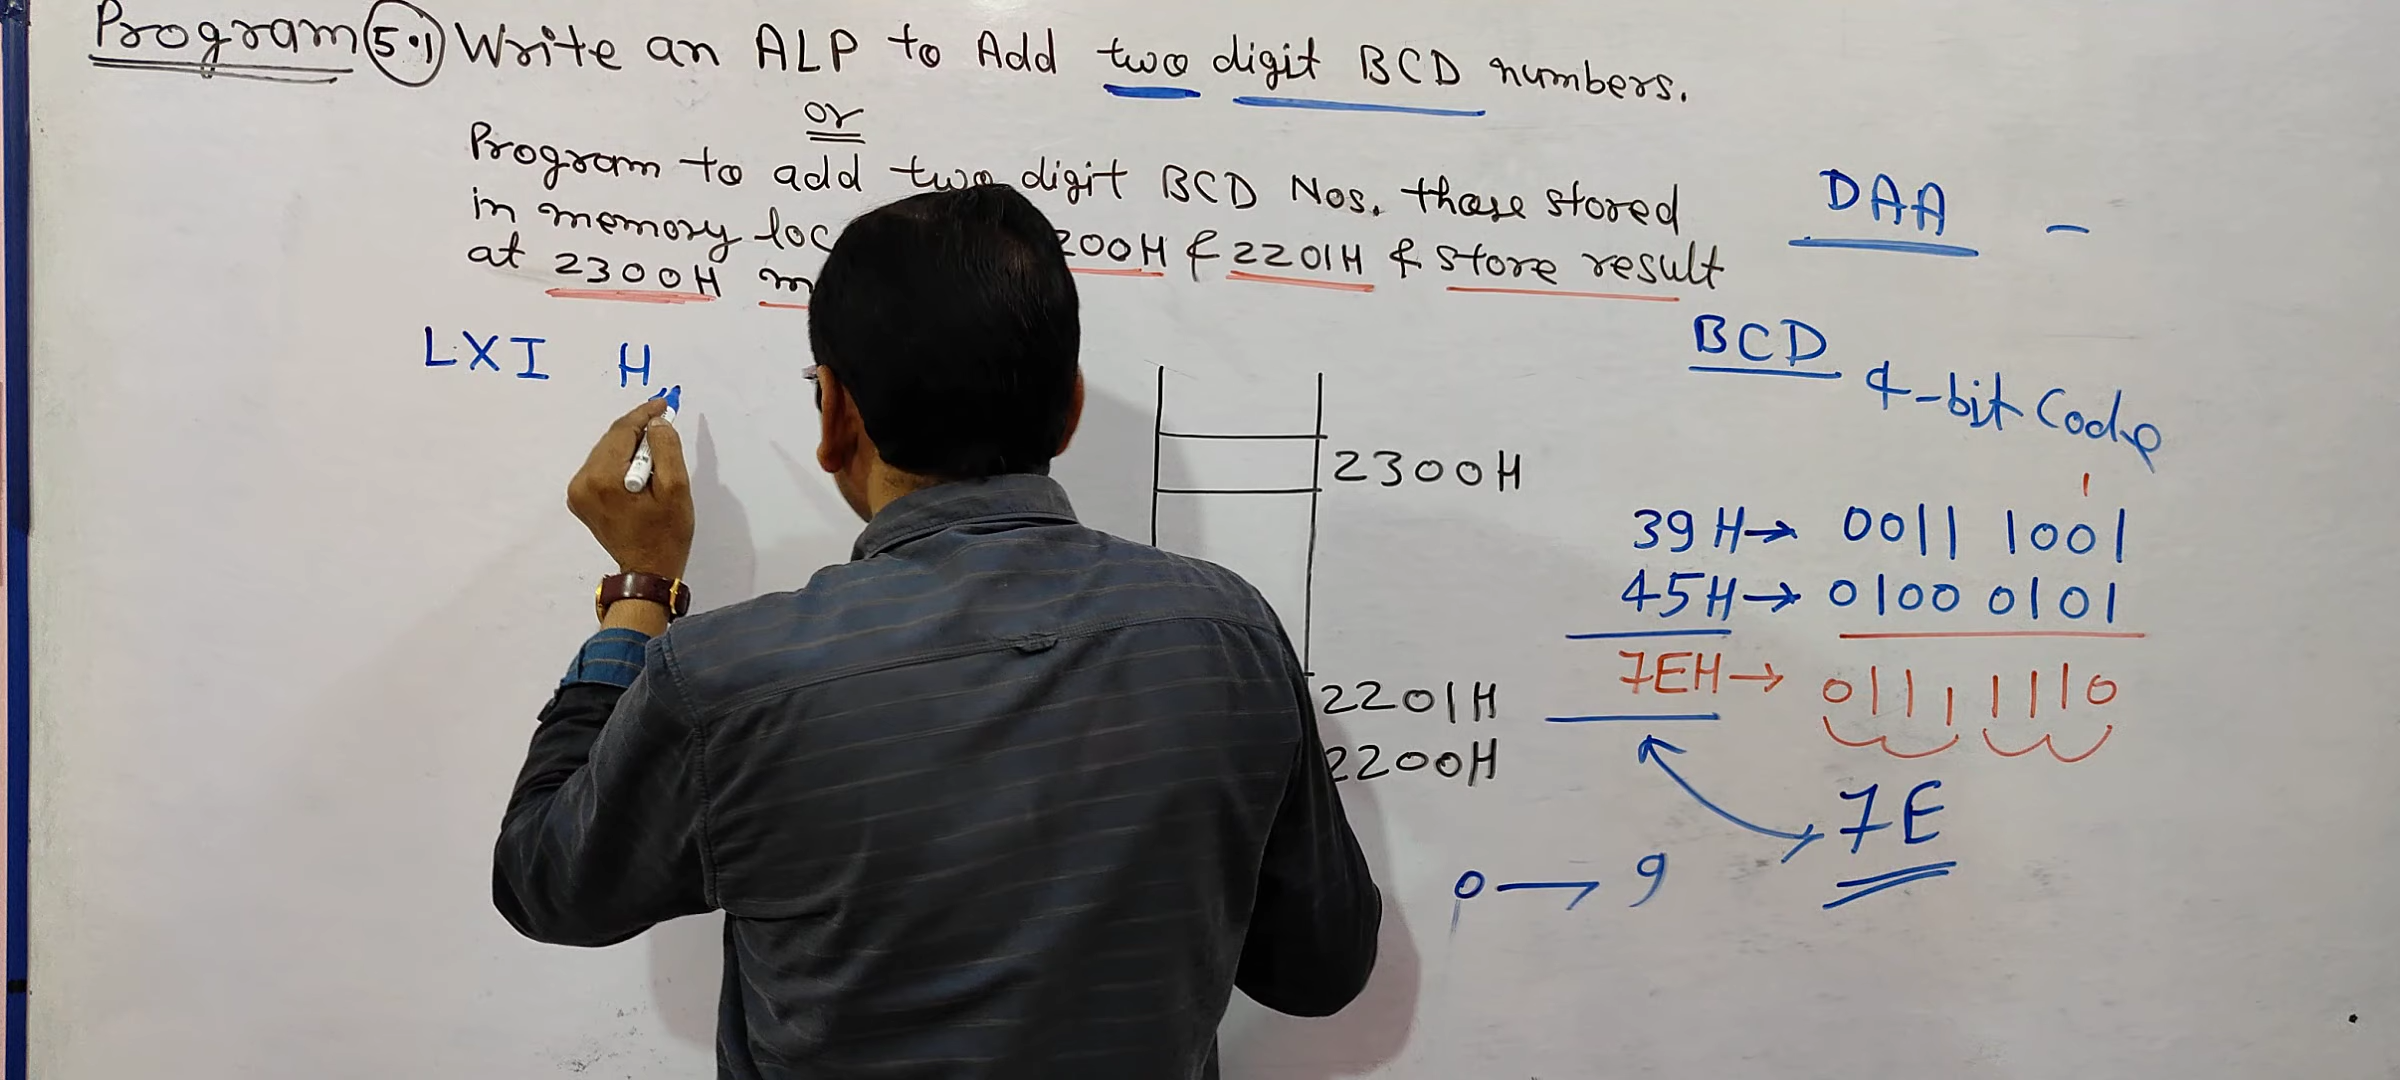 Program 5.1 Write an ALP to Add two digit BCD numbers.
or
Program to add two digit BCD Nos. those stored
in memory loc 200H & 2201H & store result
at 2300H m
DAA -
LXI H,
2300H
2201H
2200H
BCD 4-bit Code
1
39H → 0011 1001
45H → 0100 0101
7EH → 0111 1110
7E
0 → 9